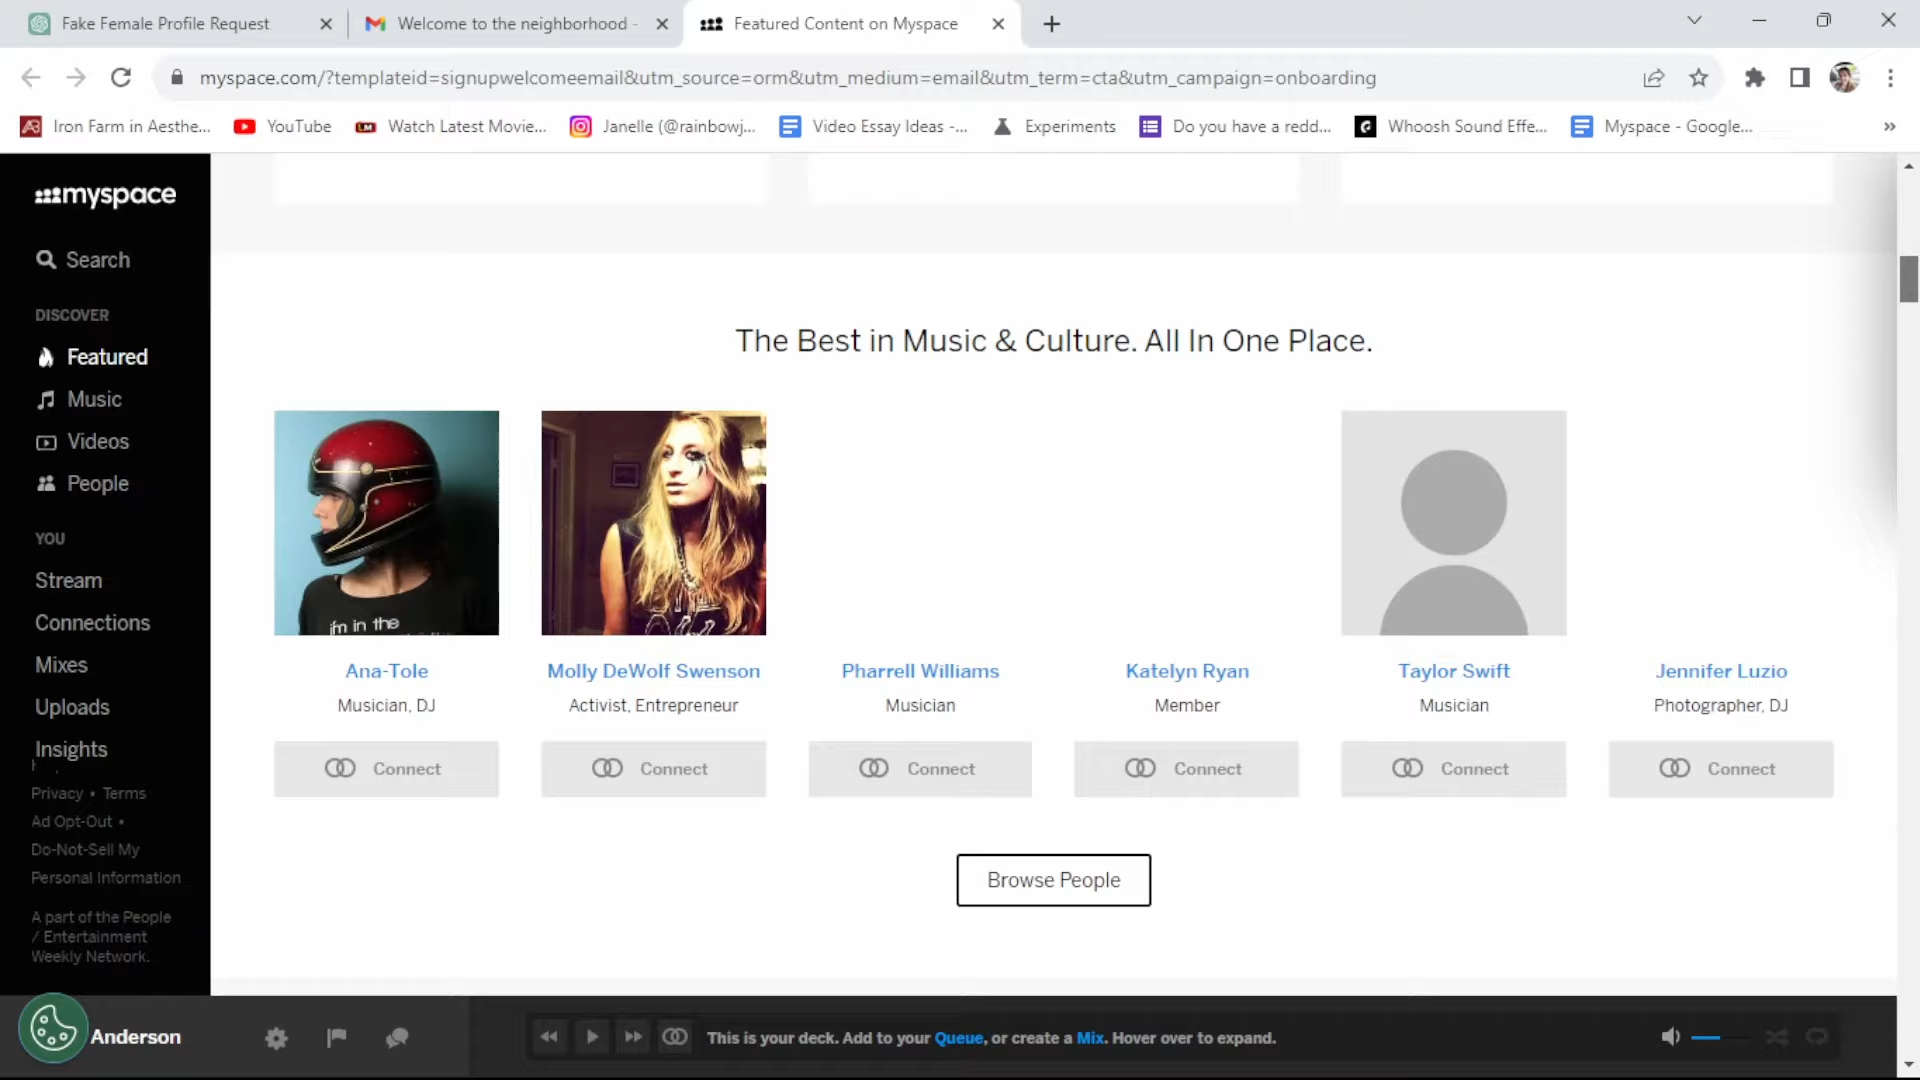 Fake Female Profile Request
Welcome to the neighborhood -
Featured Content on Myspace
myspace.com/?templateid=signupwelcomeemail&utm_source=orm&utm_medium=email&utm_term=cta&utm_campaign=onboarding
Iron Farm in Aesthe...
YouTube
Watch Latest Movie...
Janelle (@rainbowj...
Video Essay Ideas -...
Experiments
Do you have a redd...
Whoosh Sound Effe...
Myspace - Google...
»
myspace
Search
DISCOVER
Featured
Music
Videos
People
YOU
Stream
Connections
Mixes
Uploads
Insights
Privacy • Terms
Ad Opt-Out •
Do-Not-Sell My
Personal Information
A part of the People
/ Entertainment
Weekly Network.
The Best in Music & Culture. All In One Place.
i'm in the
Ana-Tole
Musician, DJ
Connect
Molly DeWolf Swenson
Activist, Entrepreneur
Connect
Pharrell Williams
Musician
Connect
Katelyn Ryan
Member
Connect
Taylor Swift
Musician
Connect
Jennifer Luzio
Photographer, DJ
Connect
Browse People
Anderson
This is your deck. Add to your Queue, or create a Mix. Hover over to expand.